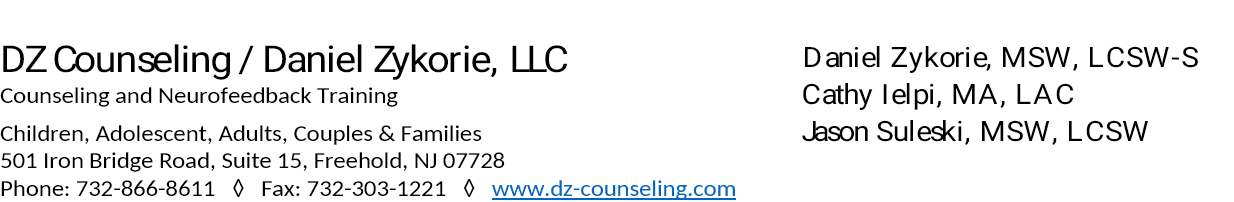 DZ Counseling / Daniel Zykorie, LLC
Counseling and Neurofeedback Training
Children, Adolescent, Adults, Couples & Families
501 Iron Bridge Road, Suite 15, Freehold, NJ 07728
Phone: 732-866-8611 ◊ Fax: 732-303-1221 ◊ www.dz-counseling.com
Daniel Zykorie, MSW, LCSW-S
Cathy Ielpi, MA, LAC
Jason Suleski, MSW, LCSW